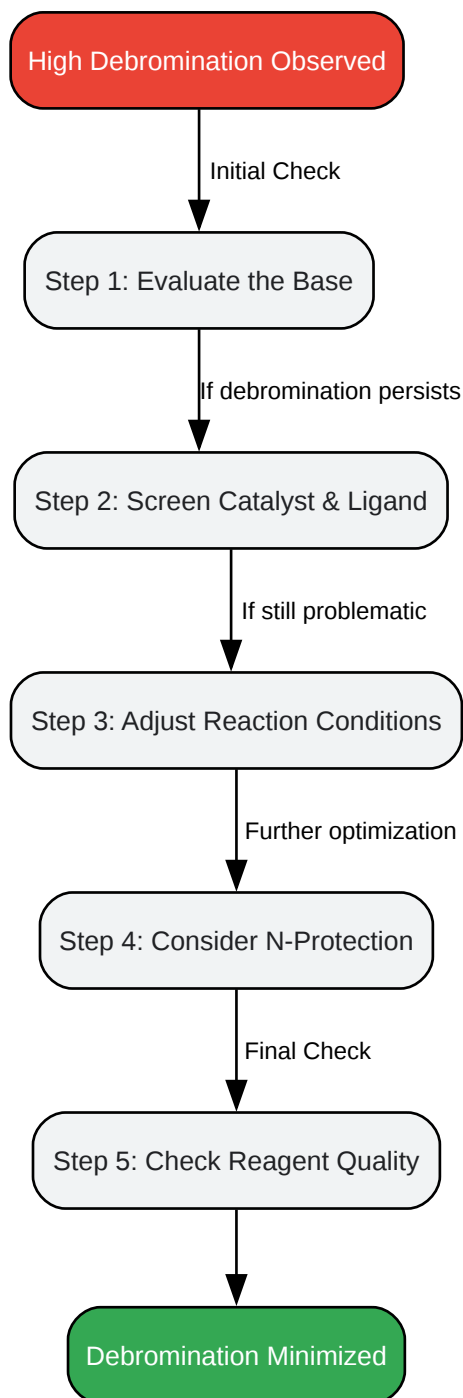 High Debromination Observed
Initial Check
Step 1: Evaluate the Base
If debromination persists
Step 2: Screen Catalyst & Ligand
If still problematic
Step 3: Adjust Reaction Conditions
Further optimization
Step 4: Consider N-Protection
Final Check
Step 5: Check Reagent Quality
Debromination Minimized